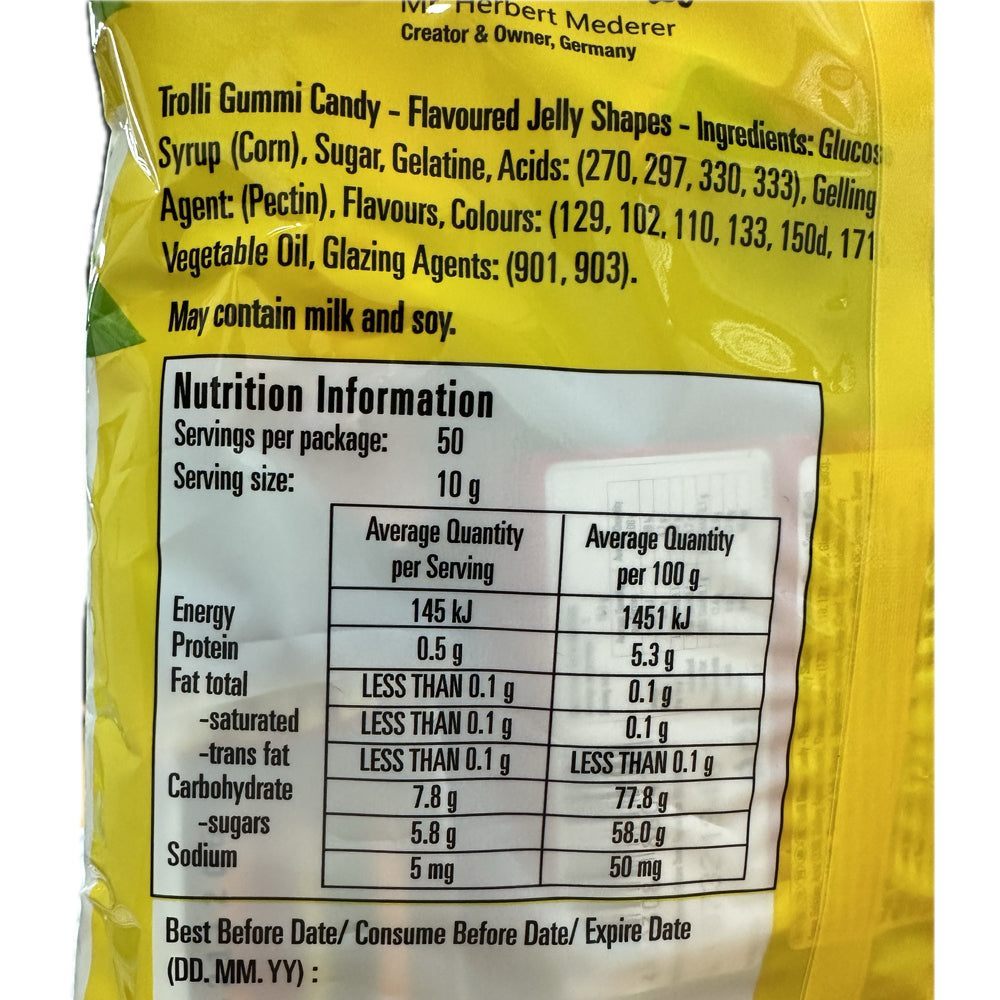 Mr Herbert Mederer
Creator & Owner, Germany
Trolli Gummi Candy - Flavoured Jelly Shapes - Ingredients: Glucos
Syrup (Corn), Sugar, Gelatine, Acids: (270, 297, 330, 333), Gelling
Agent: (Pectin), Flavours, Colours: (129, 102, 110, 133, 150d, 171
Vegetable Oil, Glazing Agents: (901, 903).
May contain milk and soy.
Nutrition Information
Servings per package: 50
Serving size: 10 g
Average Quantity per Serving Average Quantity per 100 g
Energy 145 kJ 1451 kJ
Protein 0.5 g 5.3 g
Fat total LESS THAN 0.1 g 0.1 g
-saturated LESS THAN 0.1 g 0.1 g
-trans fat LESS THAN 0.1 g LESS THAN 0.1 g
Carbohydrate 7.8 g 77.8 g
-sugars 5.8 g 58.0 g
Sodium 5 mg 50 mg
Best Before Date/ Consume Before Date/ Expire Date
(DD. MM. YY) :